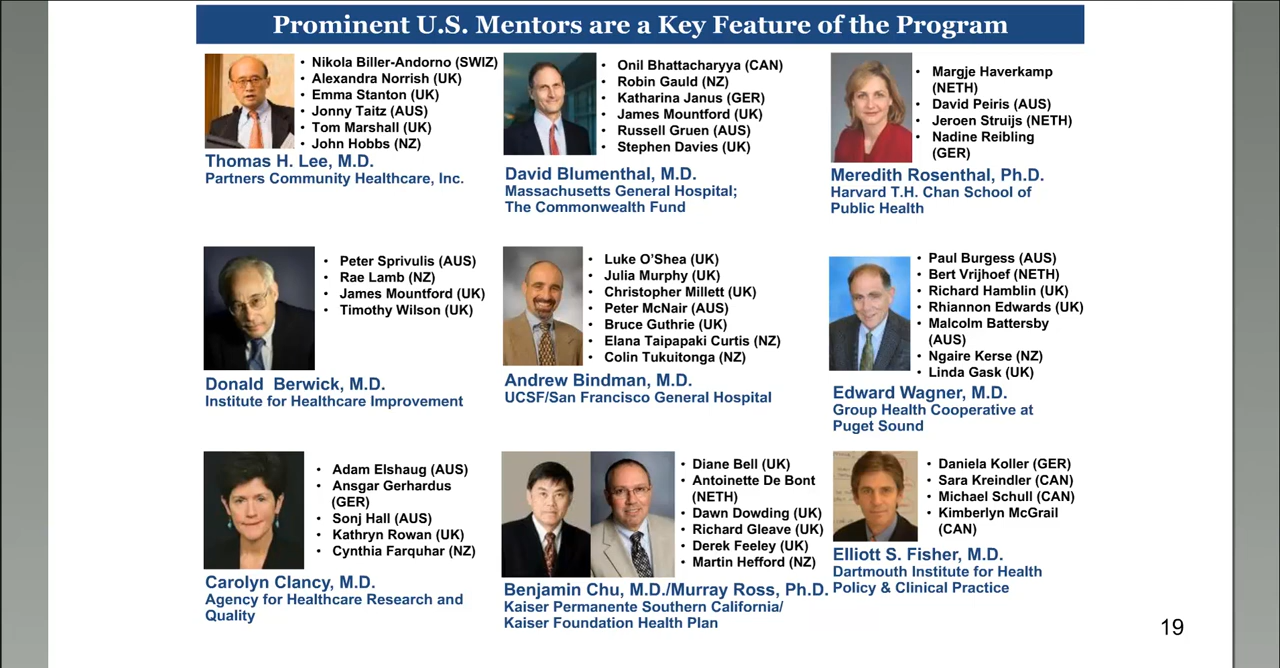 Prominent U.S. Mentors are a Key Feature of the Program
• Nikola Biller-Andorno (SWIZ)
• Alexandra Norrish (UK)
• Emma Stanton (UK)
• Jonny Taitz (AUS)
• Tom Marshall (UK)
• John Hobbs (NZ)
Thomas H. Lee, M.D.
Partners Community Healthcare, Inc.
• Onil Bhattacharyya (CAN)
• Robin Gauld (NZ)
• Katharina Janus (GER)
• James Mountford (UK)
• Russell Gruen (AUS)
• Stephen Davies (UK)
David Blumenthal, M.D.
Massachusetts General Hospital;
The Commonwealth Fund
• Margje Haverkamp
(NETH)
• David Peiris (AUS)
• Jeroen Struijs (NETH)
• Nadine Reibling
(GER)
Meredith Rosenthal, Ph.D.
Harvard T.H. Chan School of
Public Health
• Peter Sprivulis (AUS)
• Rae Lamb (NZ)
• James Mountford (UK)
• Timothy Wilson (UK)
Donald Berwick, M.D.
Institute for Healthcare Improvement
• Luke O'Shea (UK)
• Julia Murphy (UK)
• Christopher Millett (UK)
• Peter McNair (AUS)
• Bruce Guthrie (UK)
• Elana Taipapaki Curtis (NZ)
• Colin Tukuitonga (NZ)
Andrew Bindman, M.D.
UCSF/San Francisco General Hospital
• Paul Burgess (AUS)
• Bert Vrijhoef (NETH)
• Richard Hamblin (UK)
• Rhiannon Edwards (UK)
• Malcolm Battersby
(AUS)
• Ngaire Kerse (NZ)
• Linda Gask (UK)
Edward Wagner, M.D.
Group Health Cooperative at
Puget Sound
• Adam Elshaug (AUS)
• Ansgar Gerhardus
(GER)
• Sonj Hall (AUS)
• Kathryn Rowan (UK)
• Cynthia Farquhar (NZ)
Carolyn Clancy, M.D.
Agency for Healthcare Research and
Quality
• Diane Bell (UK)
• Antoinette De Bont
(NETH)
• Dawn Dowding (UK)
• Richard Gleave (UK)
• Derek Feeley (UK)
• Martin Hefford (NZ)
Benjamin Chu, M.D./Murray Ross, Ph.D.
Kaiser Permanente Southern California/
Kaiser Foundation Health Plan
• Daniela Koller (GER)
• Sara Kreindler (CAN)
• Michael Schull (CAN)
• Kimberlyn McGrail
(CAN)
Elliott S. Fisher, M.D.
Dartmouth Institute for Health
Policy & Clinical Practice
19